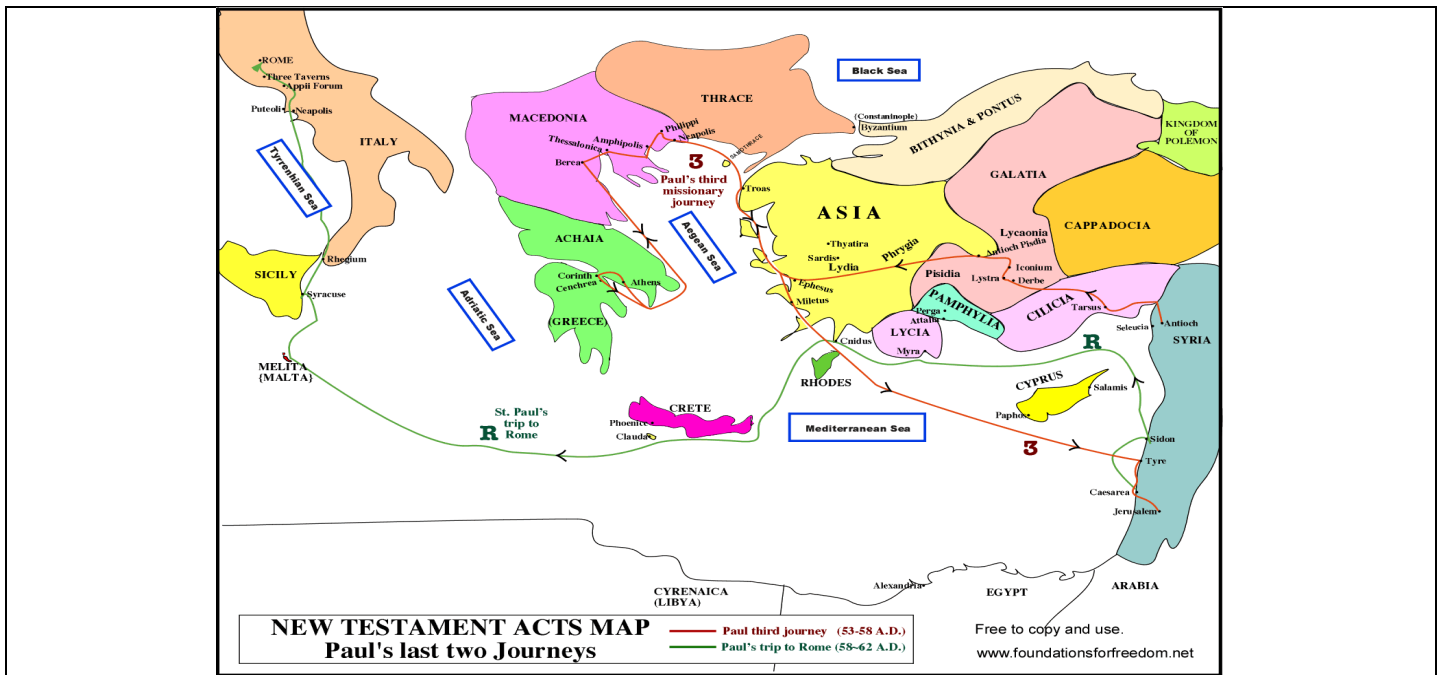 ROME
Three Taverns
Appii Forum
Puteoli
Neapolis
ITALY
Tyrrenhian Sea
SICILY
Rhegium
Syracuse
MELITA
{MALTA}
Adriatic Sea
MACEDONIA
Thessalonica
Amphipolis
Philippi
Neapolis
Berea
THRACE
SAMOTHRACE
Black Sea
(Constaninople)
Byzantium
BITHYNIA & PONTUS
KINGDOM
OF
POLEMON
3
Paul's third
missionary
journey
Troas
Aegean Sea
ACHAIA
Corinth
Cenchrea
Athens
(GREECE)
ASIA
Thyatira
Sardis
Lydia
Phrygia
Ephesus
Miletus
GALATIA
Lycaonia
Antioch Pisdia
Iconium
Lystra
Derbe
Pisidia
CAPPADOCIA
PAMPHYLIA
Perga
Attalia
LYCIA
Myra
CILICIA
Tarsus
Seleucia
Antioch
SYRIA
Cnidus
RHODES
R
CYPRUS
Salamis
Paphos
CRETE
Phoenice
Clauda
Mediterranean Sea
R
St. Paul's
trip to
Rome
3
Sidon
Tyre
Caesarea
Jerusalem
CYRENAICA
(LIBYA)
Alexandria
EGYPT
ARABIA
NEW TESTAMENT ACTS MAP
Paul's last two Journeys
Paul third journey (53-58 A.D.)
Paul's trip to Rome (58~62 A.D.)
Free to copy and use.
www.foundationsforfreedom.net